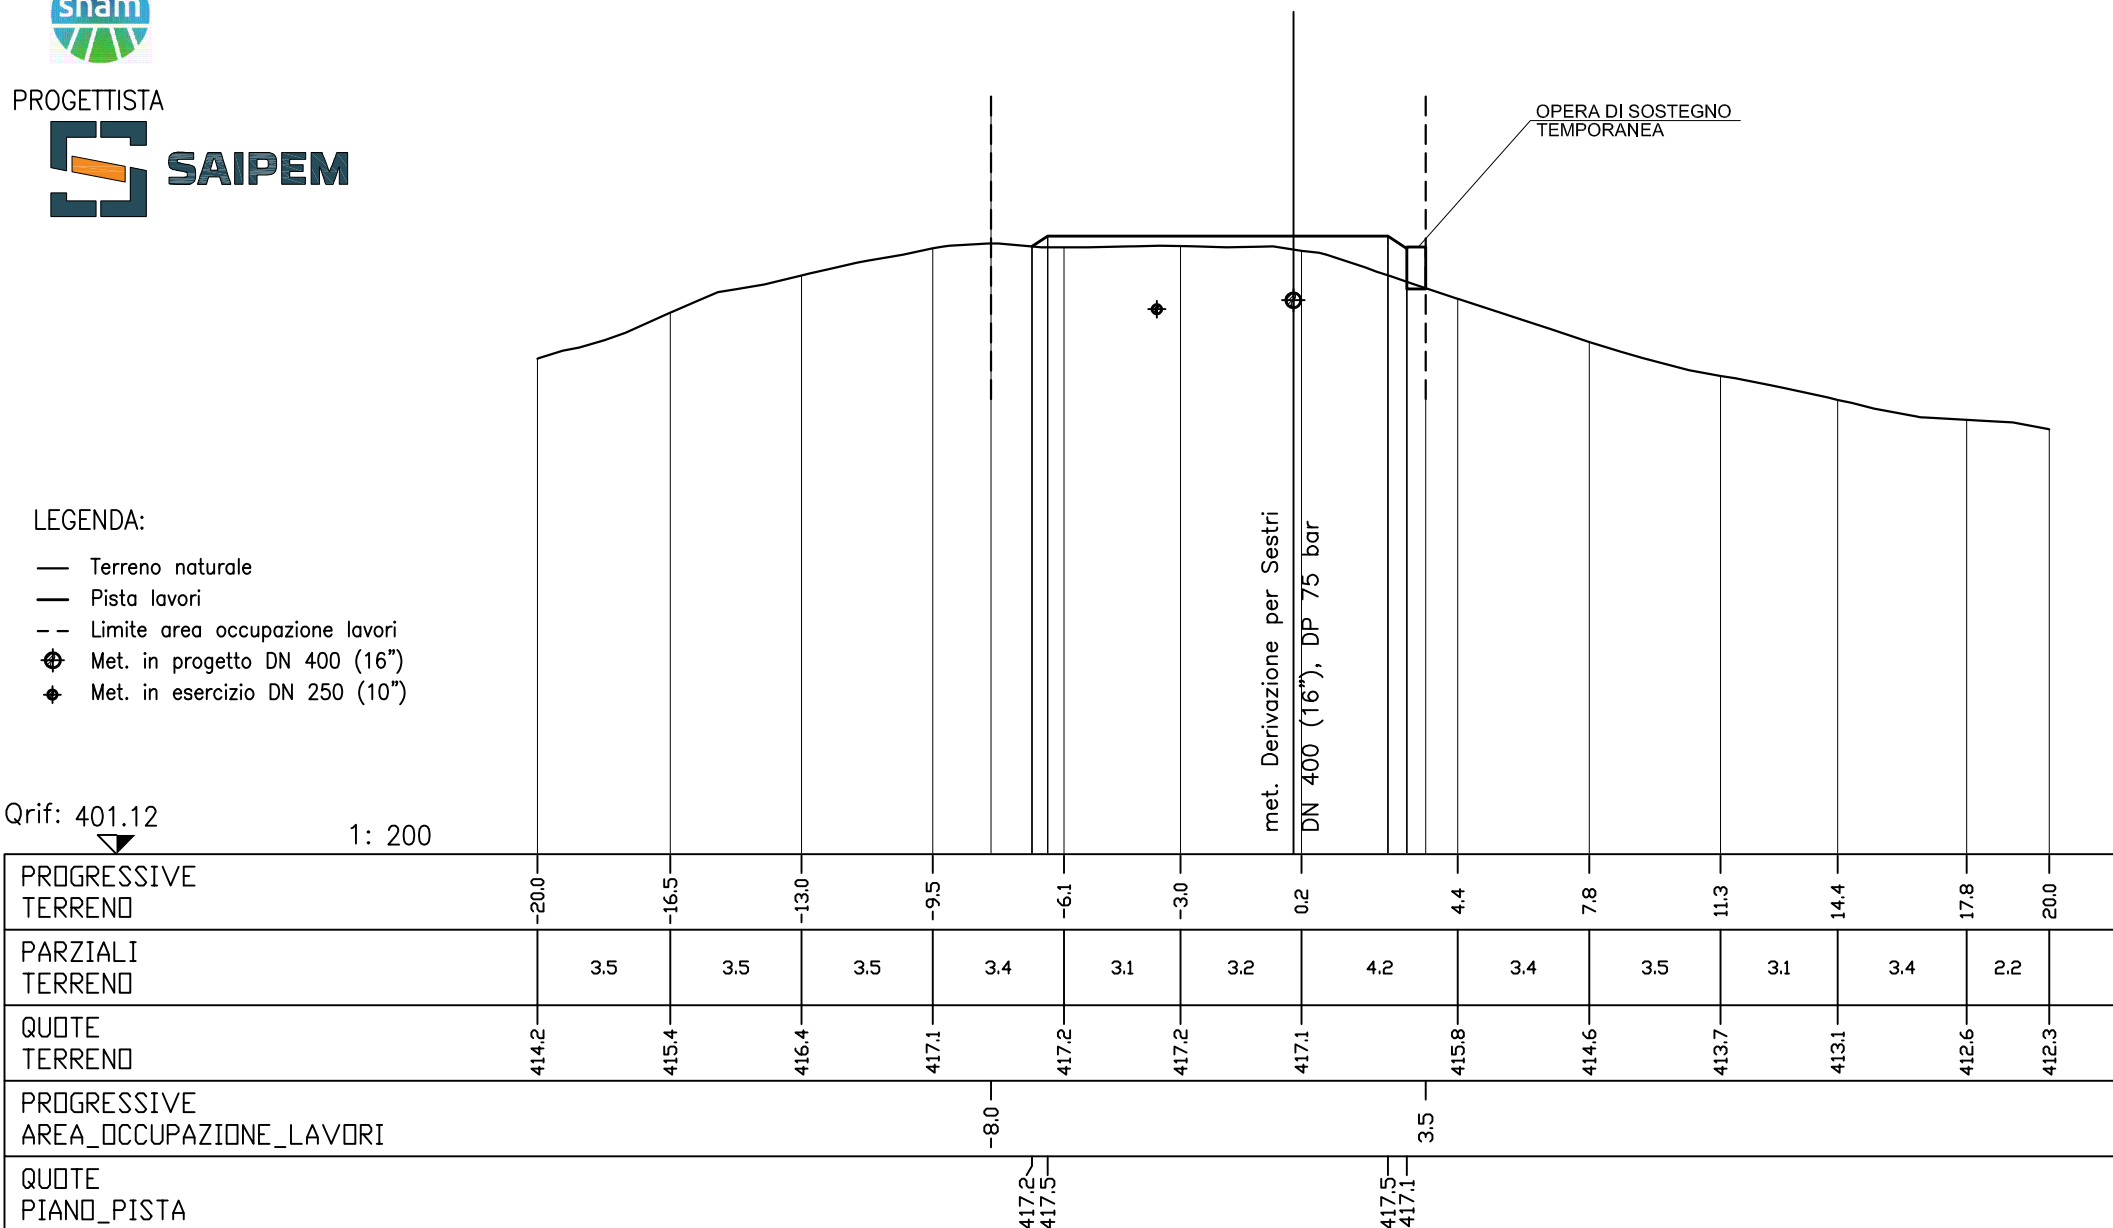 snam
PROGETTISTA
SAIPEM
OPERA DI SOSTEGNO
TEMPORANEA
LEGENDA:
Terreno naturale
Pista lavori
Limite area occupazione lavori
Met. in progetto DN 400 (16")
Met. in esercizio DN 250 (10")
met. Derivazione per Sestri
DN 400 (16"), DP 75 bar
Qrif: 401.12
1: 200
PROGRESSIVE
TERRENO
-20.0 -16.5 -13.0 -9.5 -6.1 -3.0 0.2 4.4 7.8 11.3 14.4 17.8 20.0
PARZIALI
TERRENO
3.5 3.5 3.5 3.4 3.1 3.2 4.2 3.4 3.5 3.1 3.4 2.2
QUOTE
TERRENO
414.2 415.4 416.4 417.1 417.2 417.2 417.1 415.8 414.6 413.7 413.1 412.6 412.3
PROGRESSIVE
AREA_OCCUPAZIONE_LAVORI
-8.0 3.5
QUOTE
PIANO_PISTA
417.2 417.5 417.5 417.1